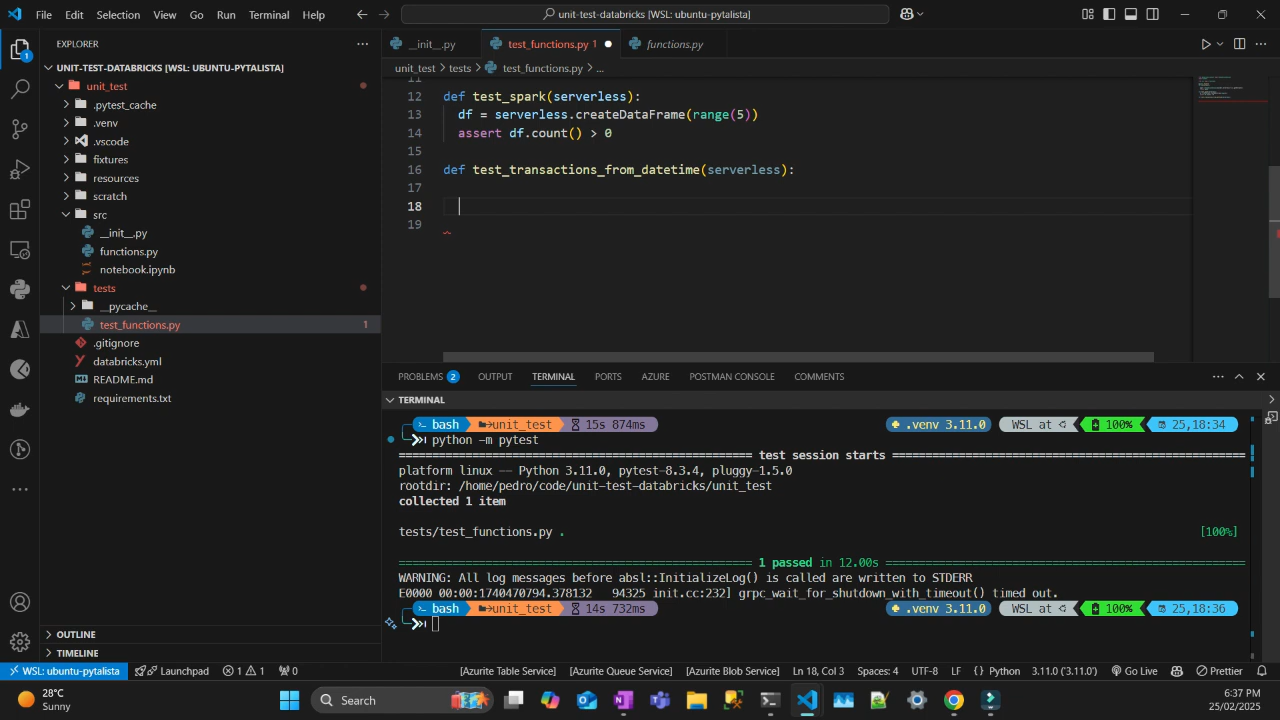 File Edit Selection View Go Run Terminal Help
unit-test-databricks [WSL: ubuntu-pytalista]
EXPLORER
UNIT-TEST-DATABRICKS [WSL: UBUNTU-PYTALISTA]
unit_test
.pytest_cache
.venv
.vscode
fixtures
resources
scratch
src
__init__.py
functions.py
notebook.ipynb
tests
__pycache__
test_functions.py 1
.gitignore
databricks.yml
README.md
requirements.txt
OUTLINE
TIMELINE
1
__init__.py test_functions.py 1 functions.py
unit_test > tests > test_functions.py > ...
11
12 def test_spark(serverless):
13 df = serverless.createDataFrame(range(5))
14 assert df.count() > 0
15
16 def test_transactions_from_datetime(serverless):
17
18
19
PROBLEMS 2 OUTPUT TERMINAL PORTS AZURE POSTMAN CONSOLE COMMENTS
TERMINAL
bash unit_test 15s 874ms .venv 3.11.0 WSL at 100% 25,18:34
python -m pytest
test session starts
platform linux -- Python 3.11.0, pytest-8.3.4, pluggy-1.5.0
rootdir: /home/pedro/code/unit-test-databricks/unit_test
collected 1 item
tests/test_functions.py . [100%]
1 passed in 12.00s
WARNING: All log messages before absl::InitializeLog() is called are written to STDERR
E0000 00:00:1740470794.378132 94325 init.cc:232] grpc_wait_for_shutdown_with_timeout() timed out.
bash unit_test 14s 732ms .venv 3.11.0 WSL at 100% 25,18:36
WSL: ubuntu-pytalista Launchpad 1 1 0 [Azurite Table Service] [Azurite Queue Service] [Azurite Blob Service] Ln 18, Col 3 Spaces: 4 UTF-8 LF Python 3.11.0 ('3.11.0') Go Live Prettier
28°C
Sunny
Search
6:37 PM
25/02/2025